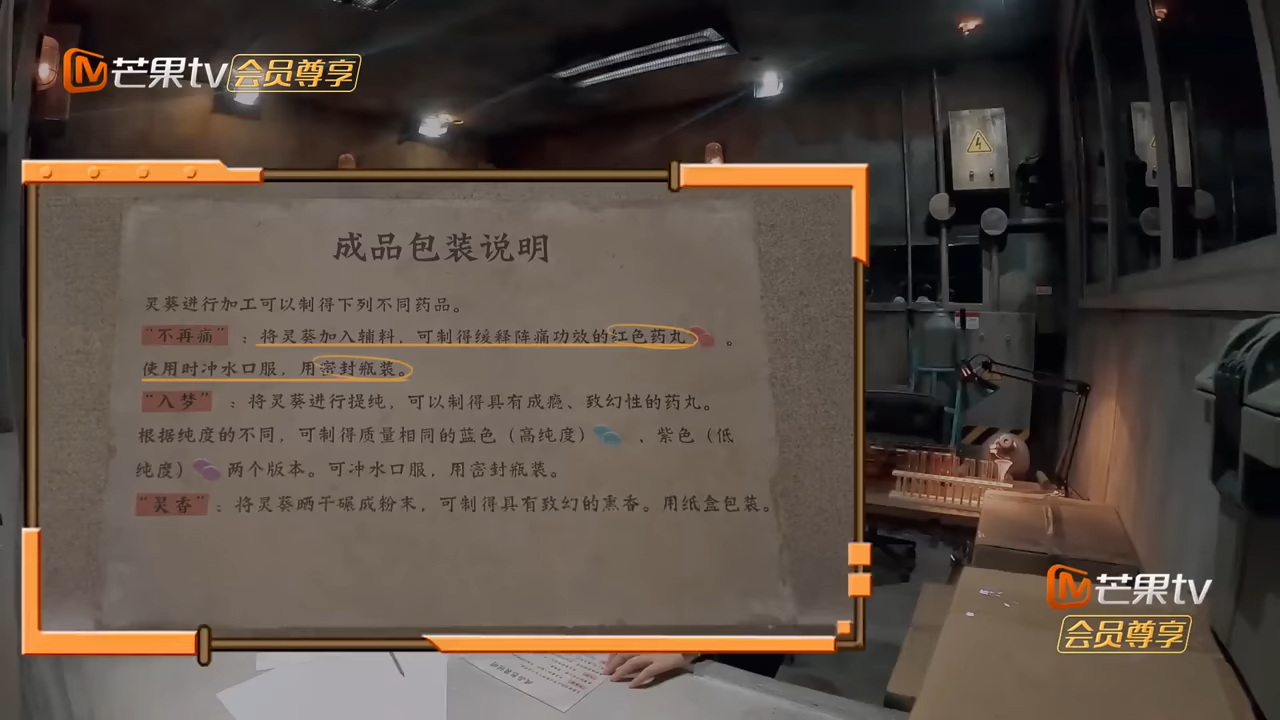 芒果tv会员尊享
成品包装说明
灵葵进行加工可以制得下列不同药品。
“不再痛”：将灵葵加入辅料，可制得缓释阵痛功效的红色药丸。
使用时冲水口服，用密封瓶装。
“入梦”：将灵葵进行提纯，可以制得具有成瘾、致幻性的药丸。
根据纯度的不同，可制得质量相同的蓝色（高纯度），紫色（低
纯度）两个版本。可冲水口服，用密封瓶装。
“灵香”：将灵葵晒干碾成粉末，可制得具有致幻的熏香。用纸盒包装。
芒果tv
会员尊享